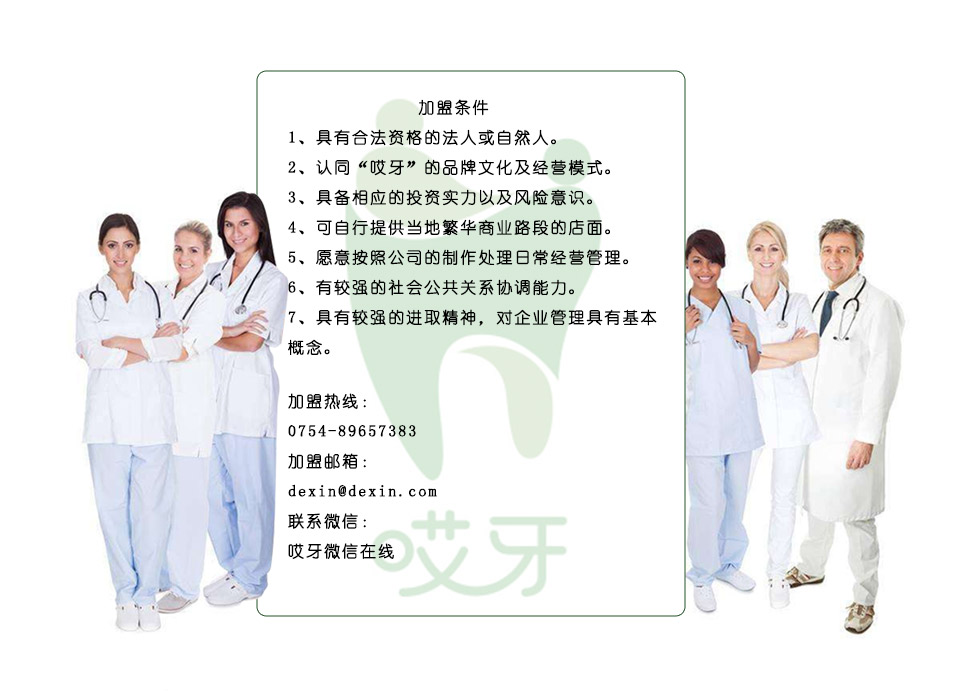 加盟条件
1、具有合法资格的法人或自然人。
2、认同“哎牙”的品牌文化及经营模式。
3、具备相应的投资实力以及风险意识。
4、可自行提供当地繁华商业路段的店面。
5、愿意按照公司的制作处理日常经营管理。
6、有较强的社会公共关系协调能力。
7、具有较强的进取精神，对企业管理具有基本
概念。
加盟热线：
0754-89657383
加盟邮箱：
dexin@dexin.com
联系微信：
哎牙微信在线
哎牙